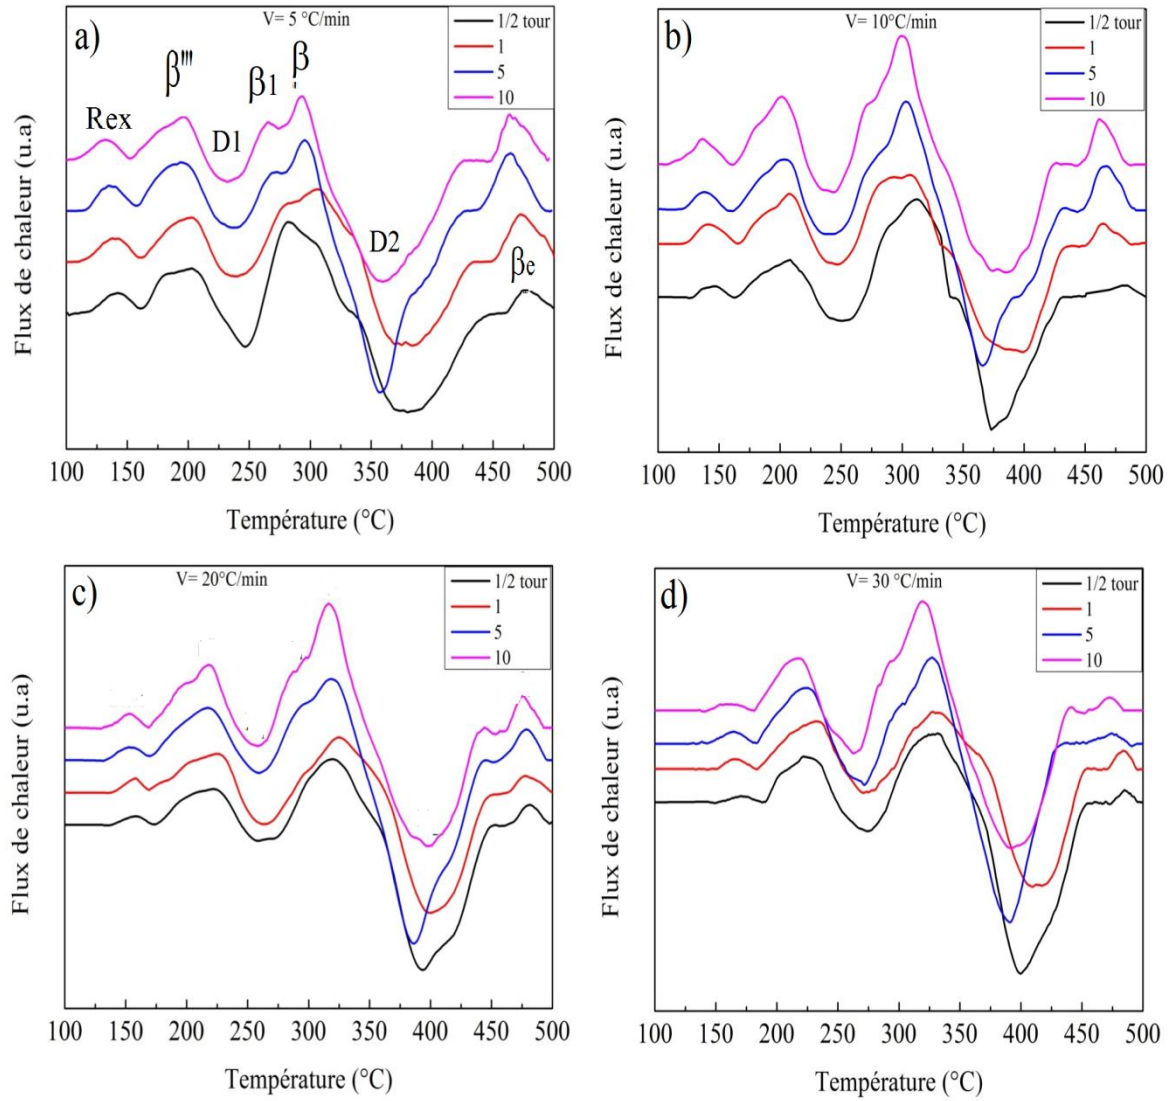 a)
V= 5 °C/min
1/2 tour
1
5
10
β
β'''
β1
Rex
D1
D2
βe
Flux de chaleur (u.a)
100 150 200 250 300 350 400 450 500
Température (°C)
b)
V= 10°C/min
1/2 tour
1
5
10
Flux de chaleur (u.a)
100 150 200 250 300 350 400 450 500
Température (°C)
c)
V= 20°C/min
1/2 tour
1
5
10
Flux de chaleur (u.a)
100 150 200 250 300 350 400 450 500
Température (°C)
d)
V= 30 °C/min
1/2 tour
1
5
10
Flux de chaleur (u.a)
100 150 200 250 300 350 400 450 500
Température (°C)